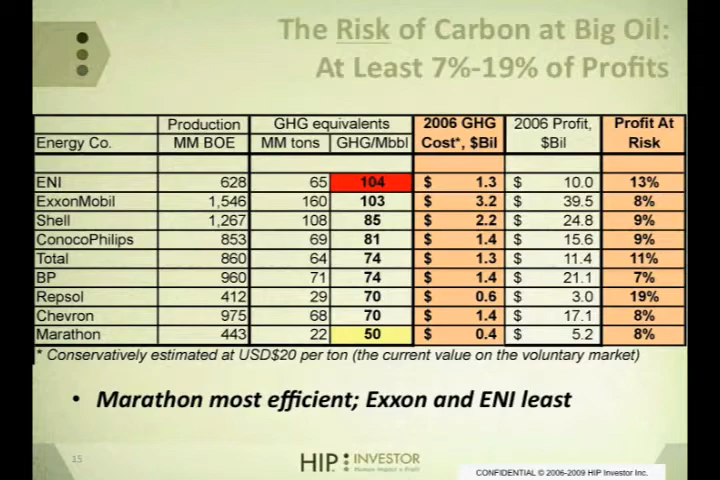 The Risk of Carbon at Big Oil:
At Least 7%-19% of Profits
Production GHG equivalents 2006 GHG 2006 Profit, Profit At
Energy Co. MM BOE MM tons GHG/Mbbl Cost*, $Bil $Bil Risk
ENI 628 65 104 $ 1.3 $ 10.0 13%
ExxonMobil 1,546 160 103 $ 3.2 $ 39.5 8%
Shell 1,267 108 85 $ 2.2 $ 24.8 9%
ConocoPhilips 853 69 81 $ 1.4 $ 15.6 9%
Total 860 64 74 $ 1.3 $ 11.4 11%
BP 960 71 74 $ 1.4 $ 21.1 7%
Repsol 412 29 70 $ 0.6 $ 3.0 19%
Chevron 975 68 70 $ 1.4 $ 17.1 8%
Marathon 443 22 50 $ 0.4 $ 5.2 8%
* Conservatively estimated at USD$20 per ton (the current value on the voluntary market)
• Marathon most efficient; Exxon and ENI least
15
HIP: INVESTOR
Human Impact + Profit
CONFIDENTIAL © 2006-2009 HIP Investor Inc.